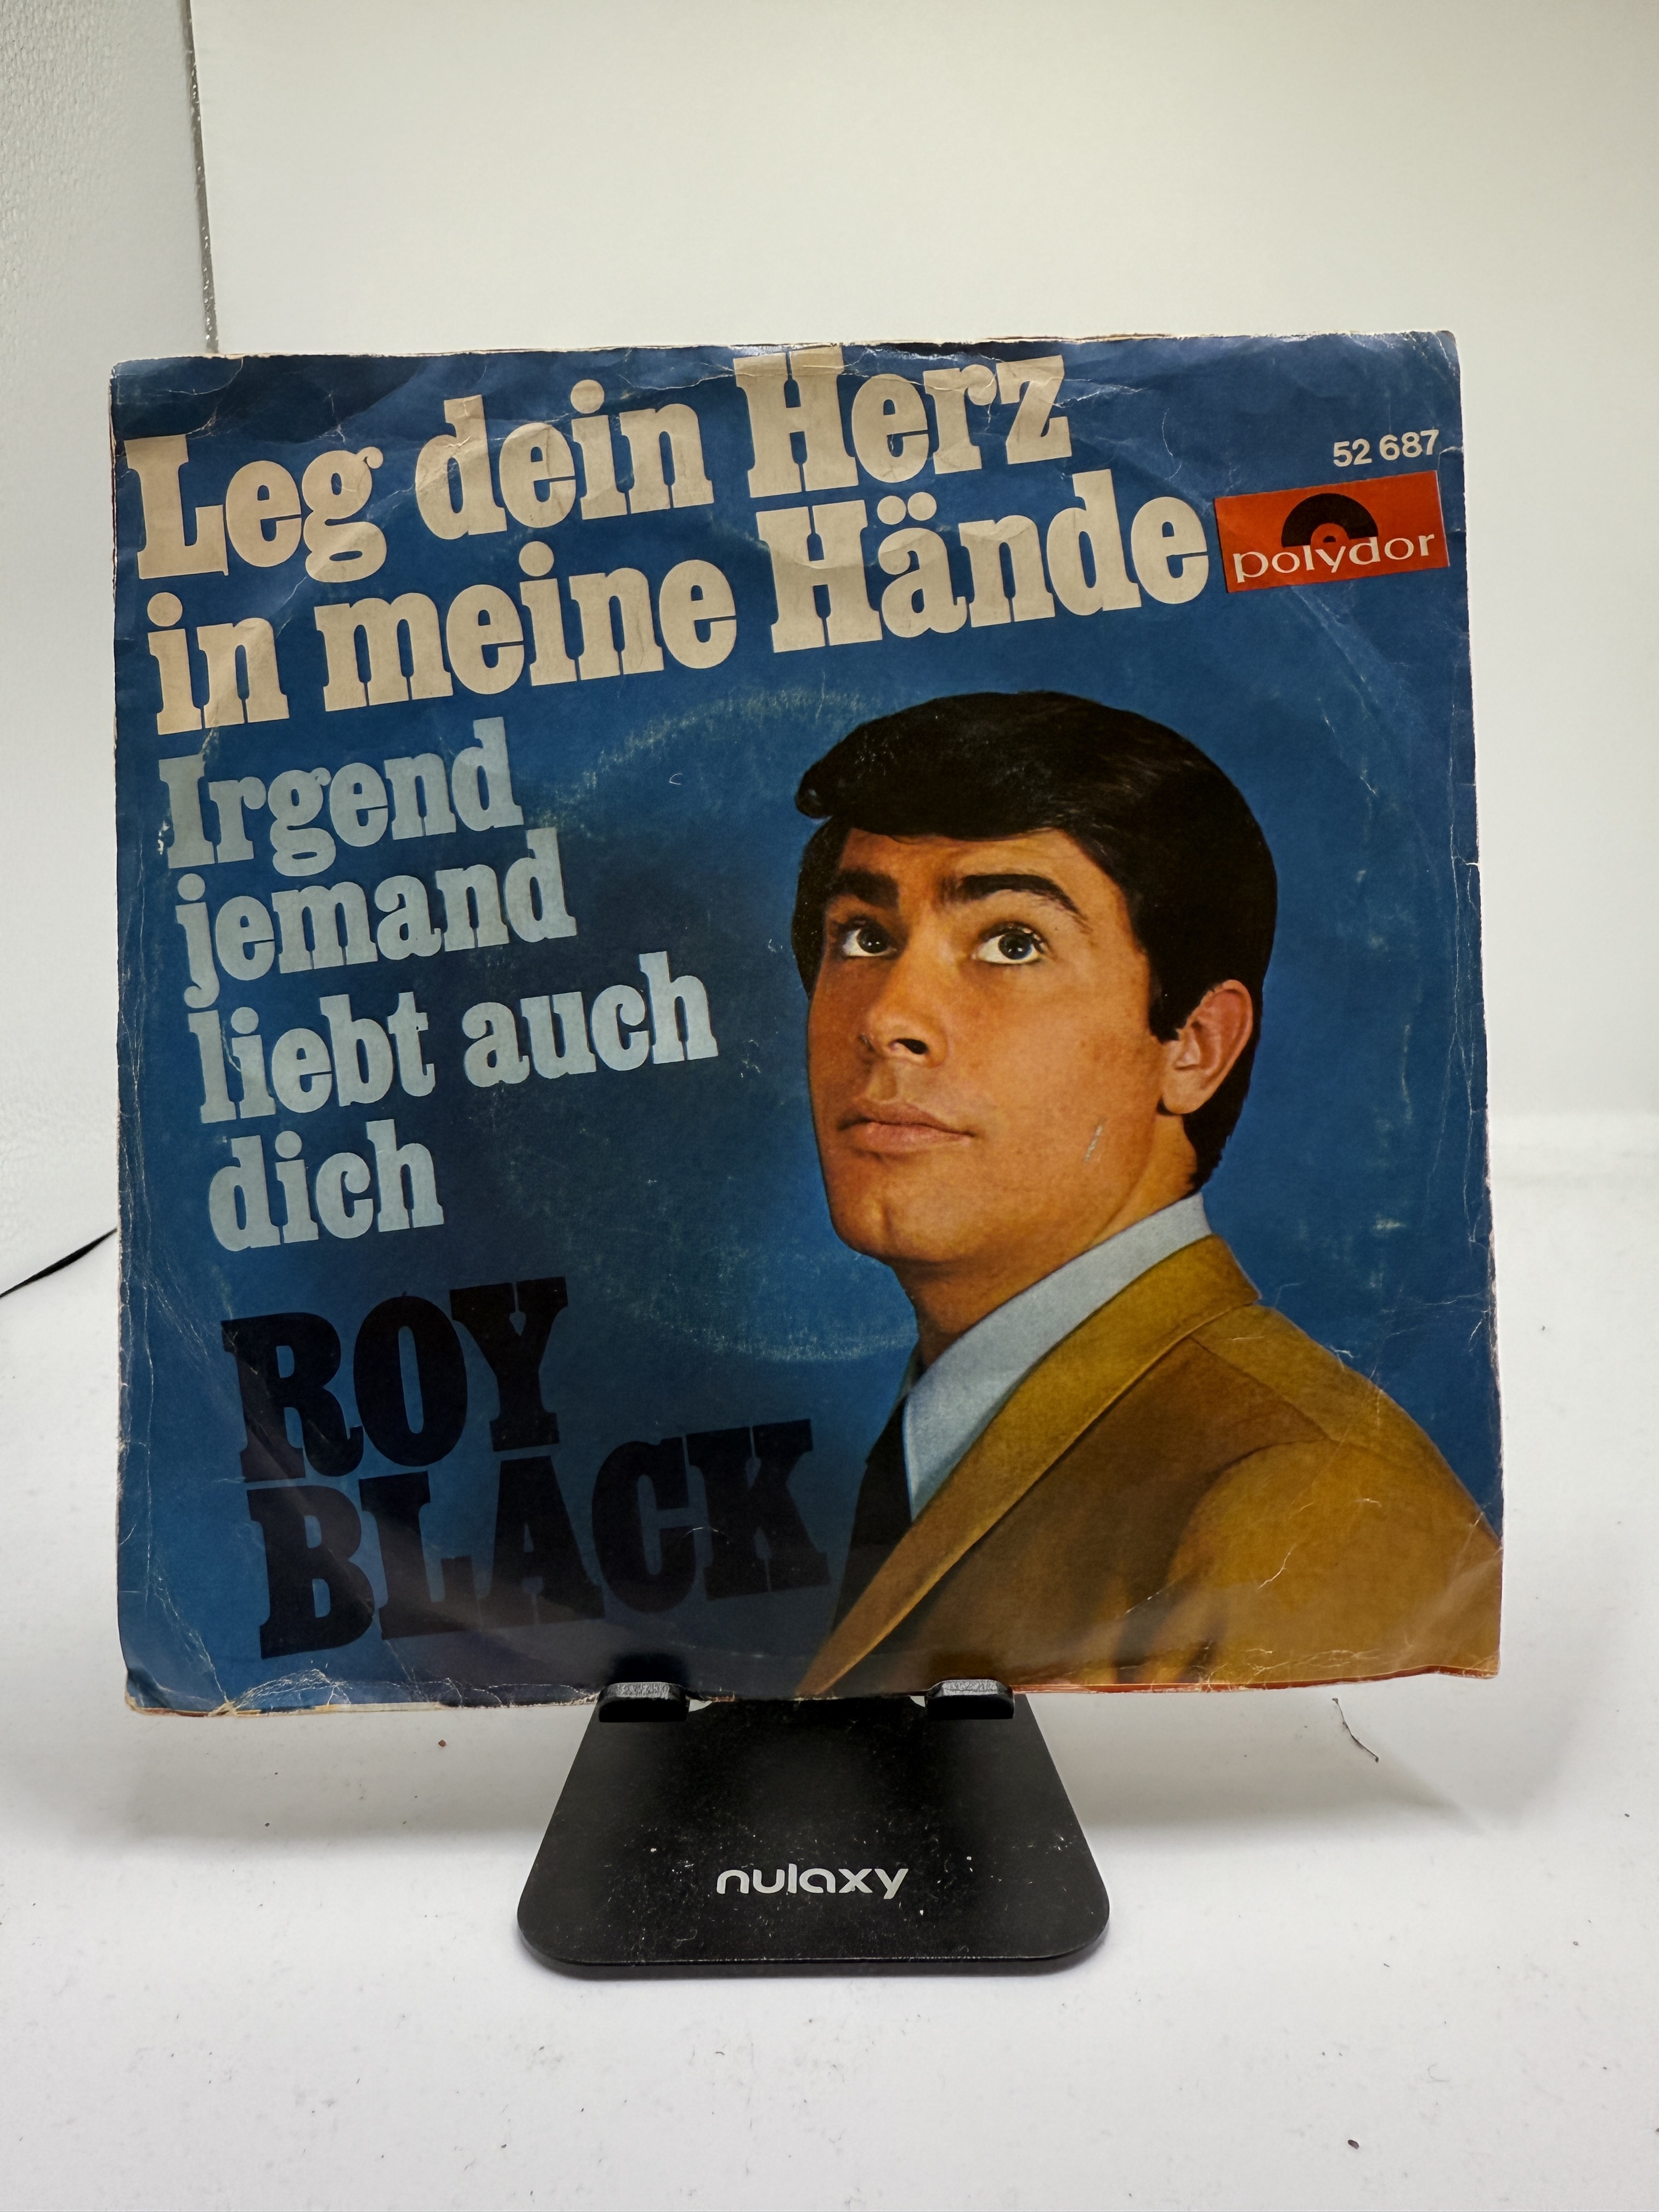 Leg dein Herz
in meine Hände
52 687
polydor
Irgend
jemand
liebt auch
dich
ROY
BLACK
nulaxy